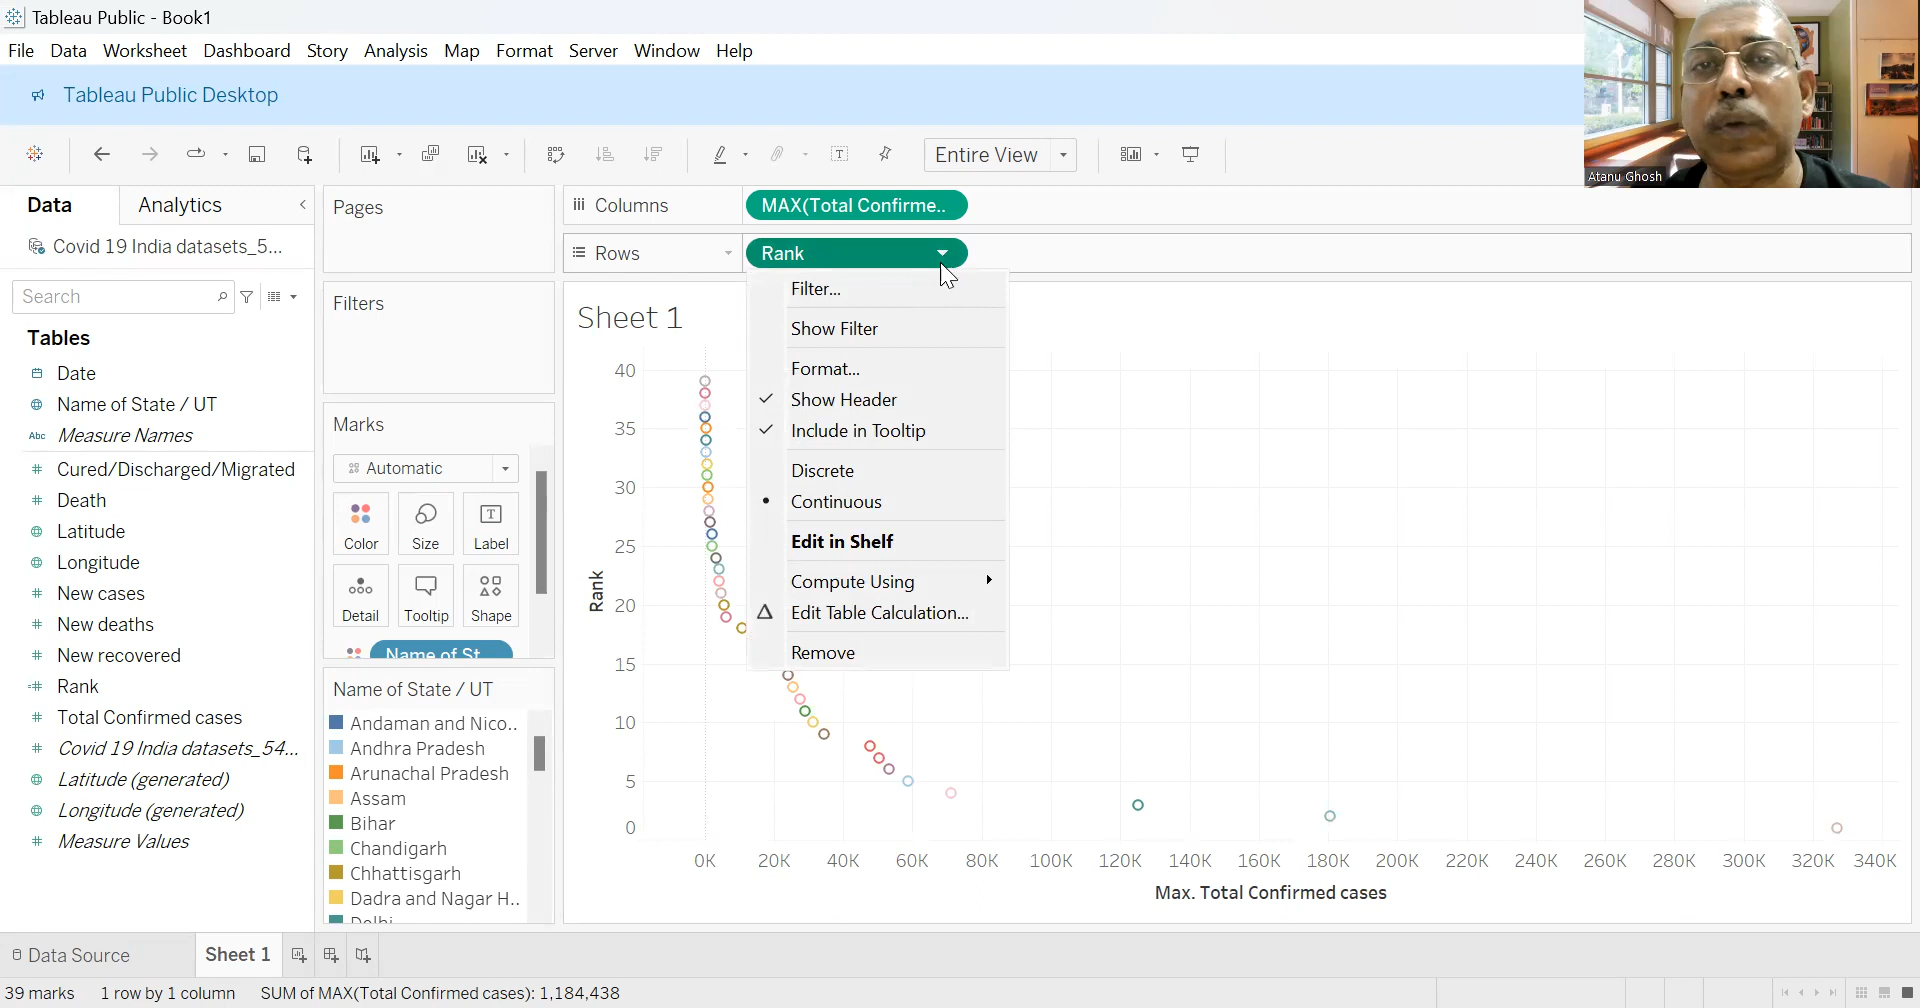 Tableau Public - Book1
File Data Worksheet Dashboard Story Analysis Map Format Server Window Help
Tableau Public Desktop
Entire View
Atanu Ghosh
Data Analytics
Covid 19 India datasets_5...
Search
Tables
Date
Name of State / UT
Abc Measure Names
Cured/Discharged/Migrated
Death
Latitude
Longitude
New cases
New deaths
New recovered
Rank
Total Confirmed cases
Covid 19 India datasets_54...
Latitude (generated)
Longitude (generated)
Measure Values
Pages
Filters
Marks
Automatic
Color Size Label
Detail Tooltip Shape
Name of St..
Name of State / UT
Andaman and Nico..
Andhra Pradesh
Arunachal Pradesh
Assam
Bihar
Chandigarh
Chhattisgarh
Dadra and Nagar H..
Delhi
Columns MAX(Total Confirme..
Rows Rank
Filter...
Show Filter
Format...
Show Header
Include in Tooltip
Discrete
Continuous
Edit in Shelf
Compute Using
Edit Table Calculation...
Remove
Sheet 1
40
35
30
25
20
15
10
5
0
Rank
0K 20K 40K 60K 80K 100K 120K 140K 160K 180K 200K 220K 240K 260K 280K 300K 320K 340K
Max. Total Confirmed cases
Data Source Sheet 1
39 marks 1 row by 1 column SUM of MAX(Total Confirmed cases): 1,184,438